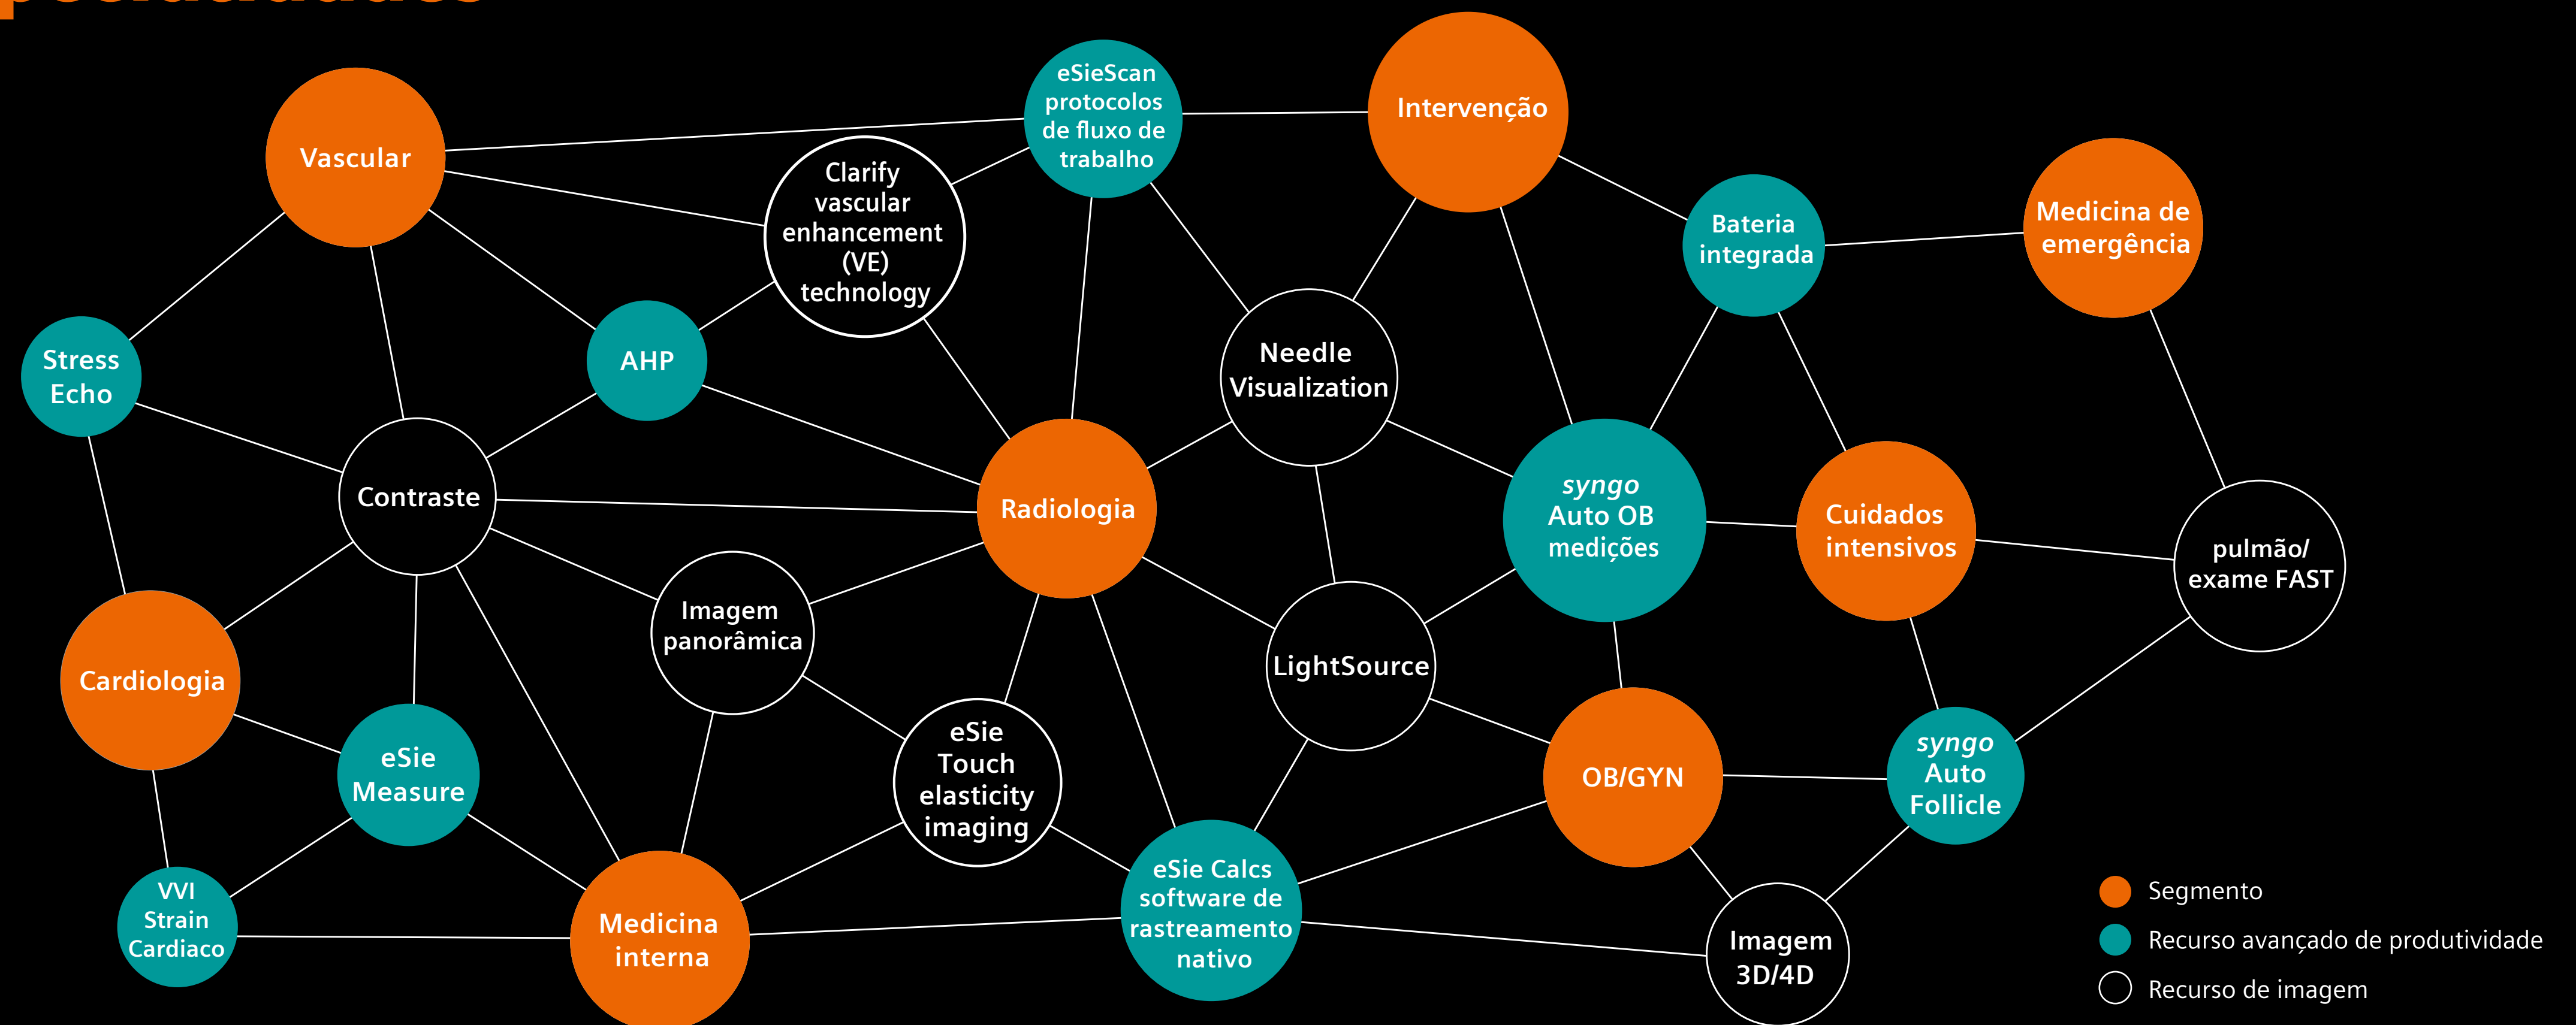 Vascular
eSieScan
protocolos
de fluxo de
trabalho
Intervenção
Clarify
vascular
enhancement
(VE)
technology
Bateria
integrada
Medicina de
emergência
Stress
Echo
AHP
Needle
Visualization
Contraste
Radiologia
syngo
Auto OB
medições
Cuidados
intensivos
pulmão/
exame FAST
Imagem
panorâmica
LightSource
Cardiologia
eSie
Measure
eSie
Touch
elasticity
imaging
OB/GYN
syngo
Auto
Follicle
VVI
Strain
Cardiaco
Medicina
interna
eSie Calcs
software de
rastreamento
nativo
Imagem
3D/4D
Segmento
Recurso avançado de produtividade
Recurso de imagem